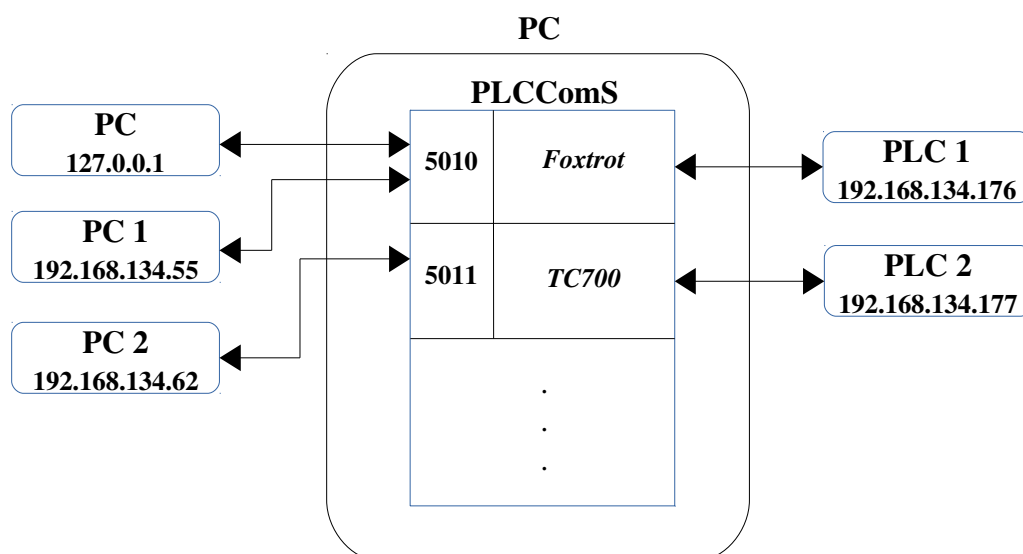 PC
PLCComS
PC
127.0.0.1
PC 1
192.168.134.55
PC 2
192.168.134.62
5010
Foxtrot
5011
TC700
.
.
.
PLC 1
192.168.134.176
PLC 2
192.168.134.177